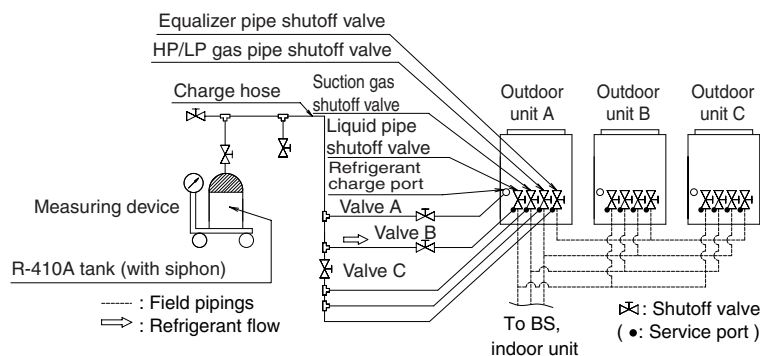 Equalizer pipe shutoff valve
HP/LP gas pipe shutoff valve
Charge hose
Suction gas
shutoff valve
Liquid pipe
shutoff valve
Refrigerant
charge port
Outdoor
unit A
Outdoor
unit B
Outdoor
unit C
Measuring device
Valve A
Valve B
Valve C
R-410A tank (with siphon)
: Field pipings
: Refrigerant flow
To BS,
indoor unit
: Shutoff valve
( ●: Service port )